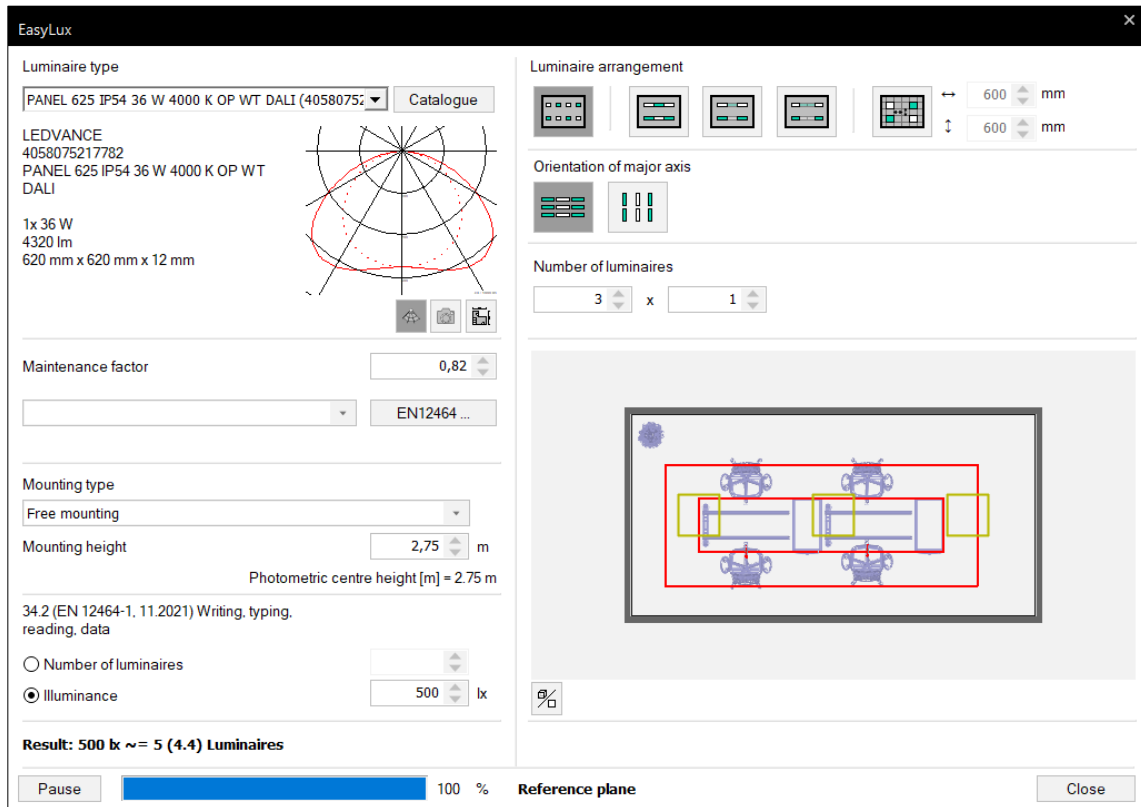 EasyLux
Luminaire type
PANEL 625 IP54 36 W 4000 K OP WT DALI (40580752
Catalogue
LEDVANCE
4058075217782
PANEL 625 IP54 36 W 4000 K OP WT
DALI
1x 36 W
4320 lm
620 mm x 620 mm x 12 mm
Maintenance factor
0,82
EN12464 ...
Mounting type
Free mounting
Mounting height
2,75 m
Photometric centre height [m] = 2.75 m
34.2 (EN 12464-1, 11.2021) Writing, typing,
reading, data
Number of luminaires
Illuminance
500 lx
Result: 500 lx ~= 5 (4.4) Luminaires
Luminaire arrangement
600 mm
600 mm
Orientation of major axis
Number of luminaires
3 x 1
Pause
100 %
Reference plane
Close